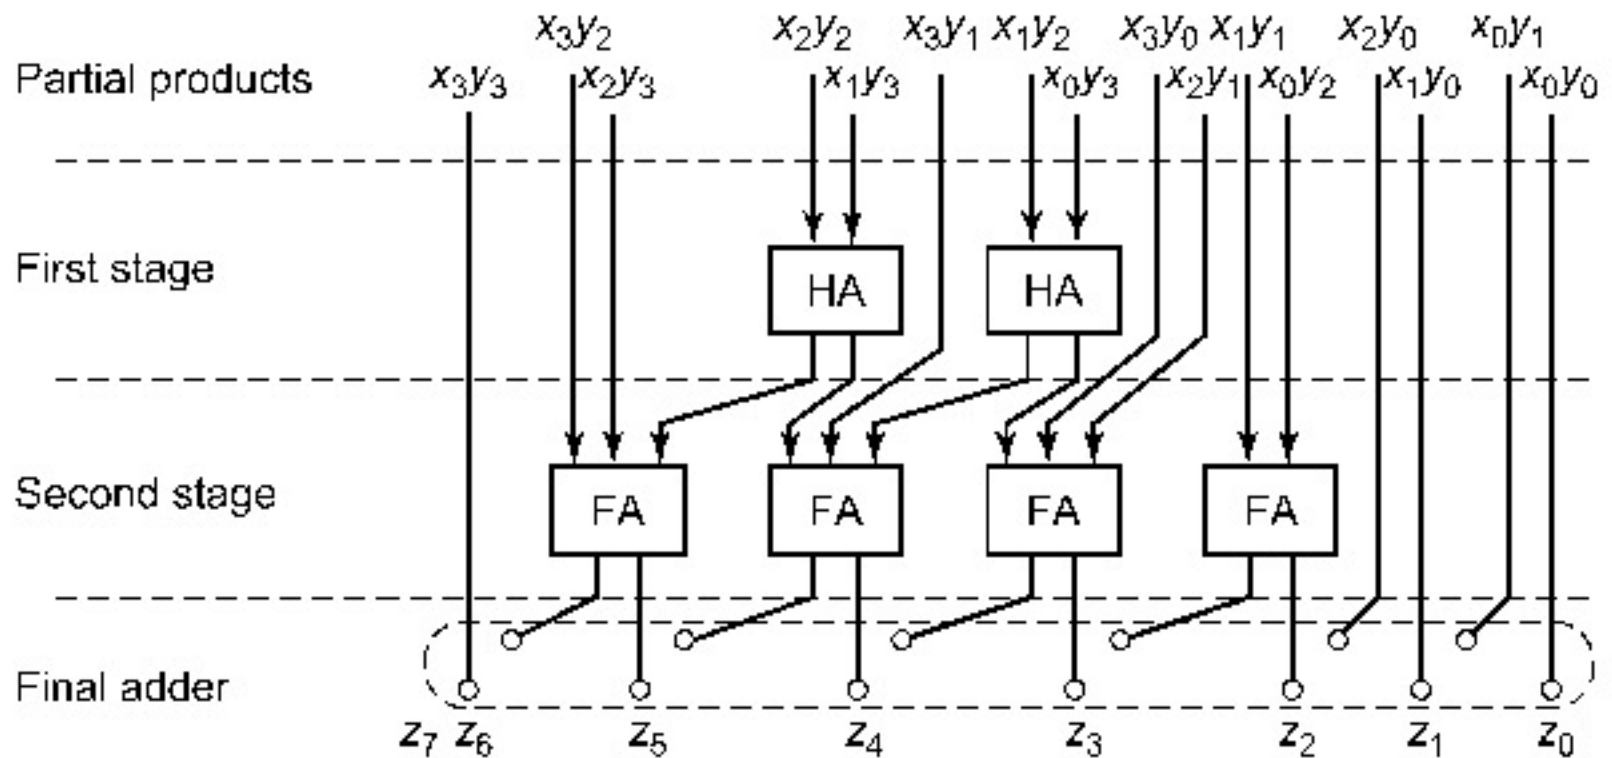 x₃y₂ x₂y₂ x₃y₁ x₁y₂ x₃y₀ x₁y₁ x₂y₀ x₀y₁
Partial products x₃y₃ x₂y₃ x₁y₃ x₀y₃ x₂y₁ x₀y₂ x₁y₀ x₀y₀
First stage HA HA
Second stage FA FA FA FA
Final adder
z₇ z₆ z₅ z₄ z₃ z₂ z₁ z₀